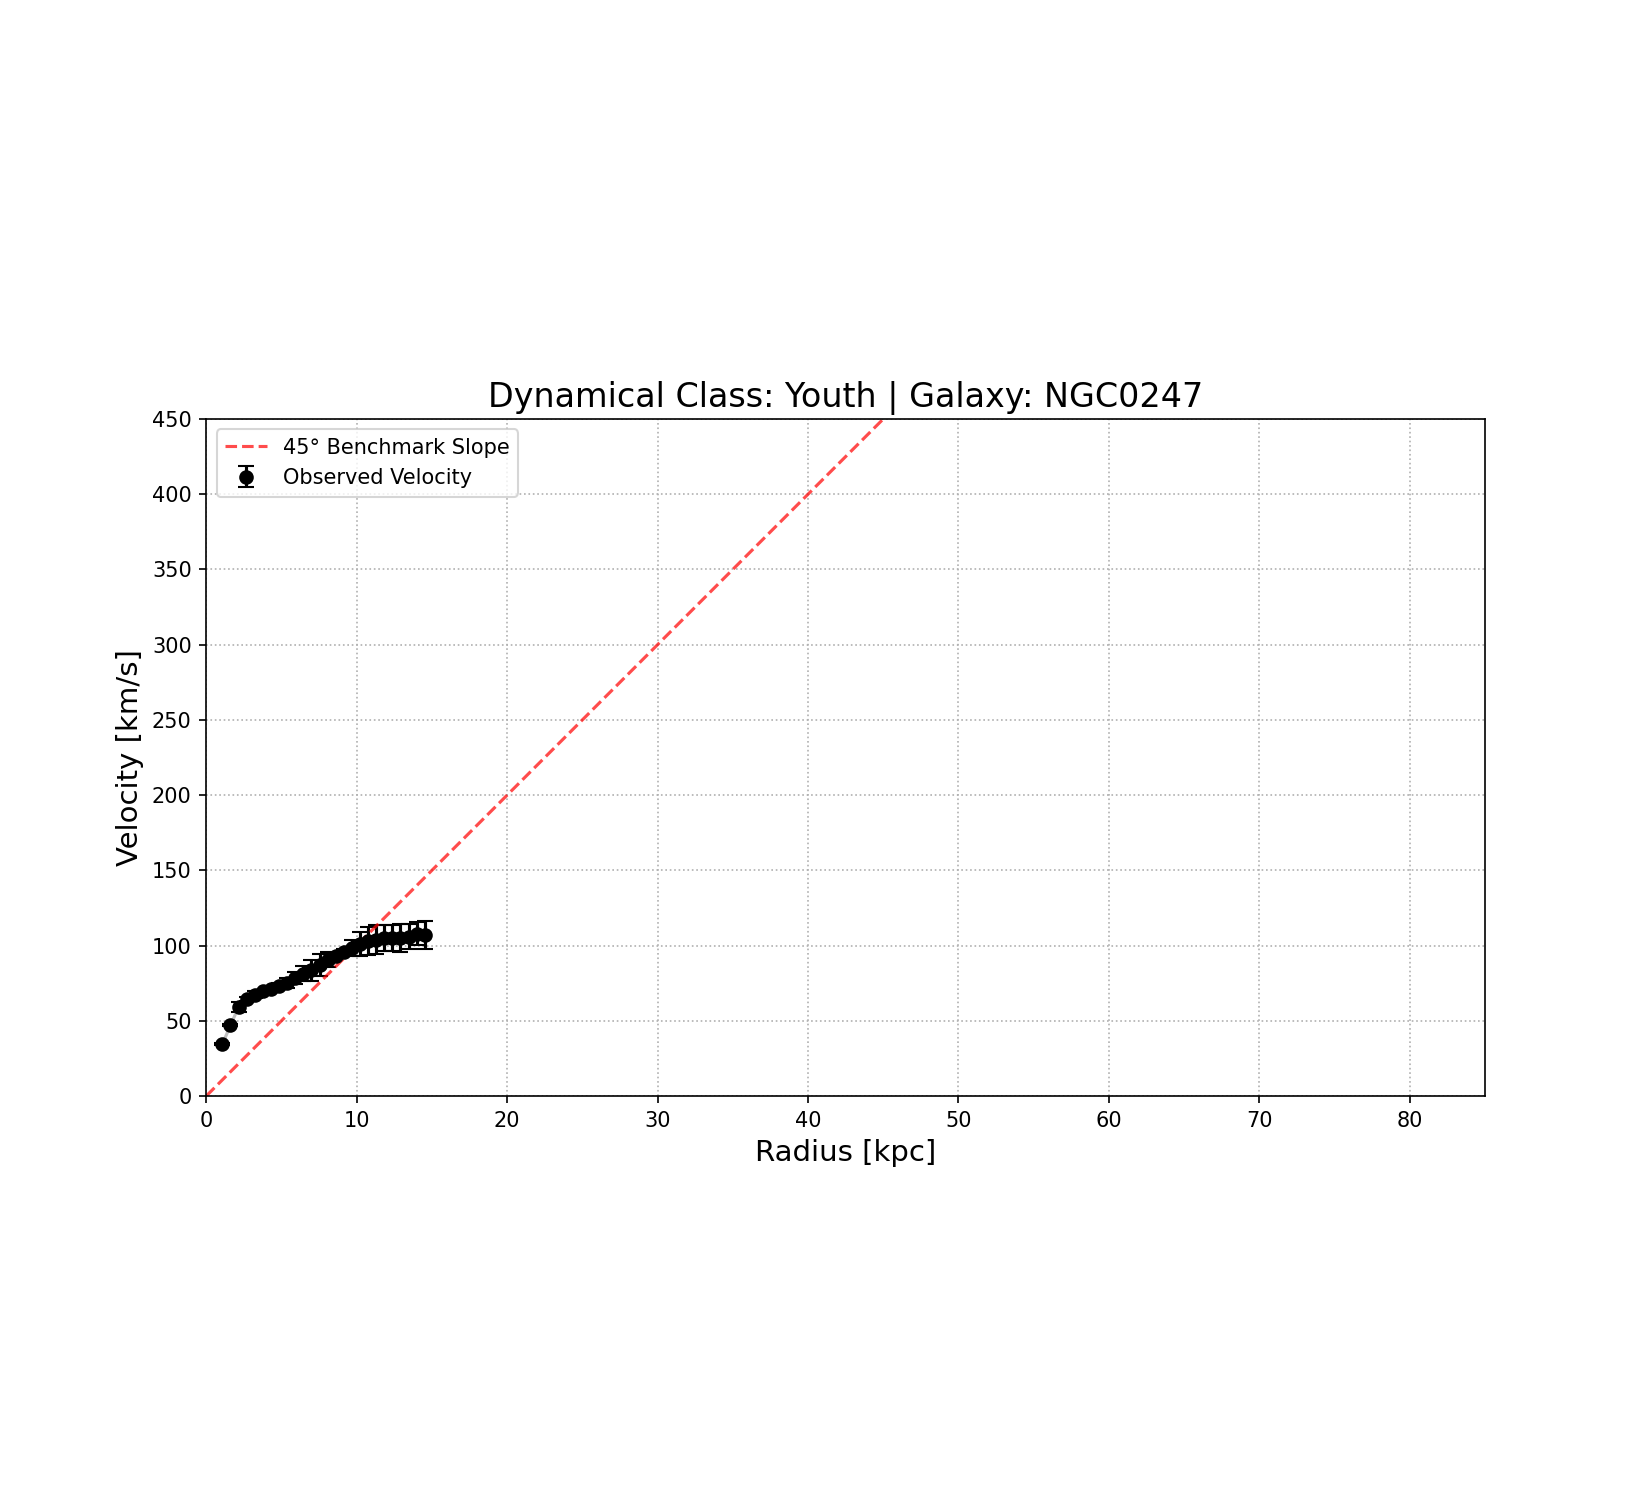 Dynamical Class: Youth | Galaxy: NGC0247
45° Benchmark Slope
Observed Velocity
450
400
350
300
250
200
150
100
50
0
Velocity [km/s]
0 10 20 30 40 50 60 70 80
Radius [kpc]